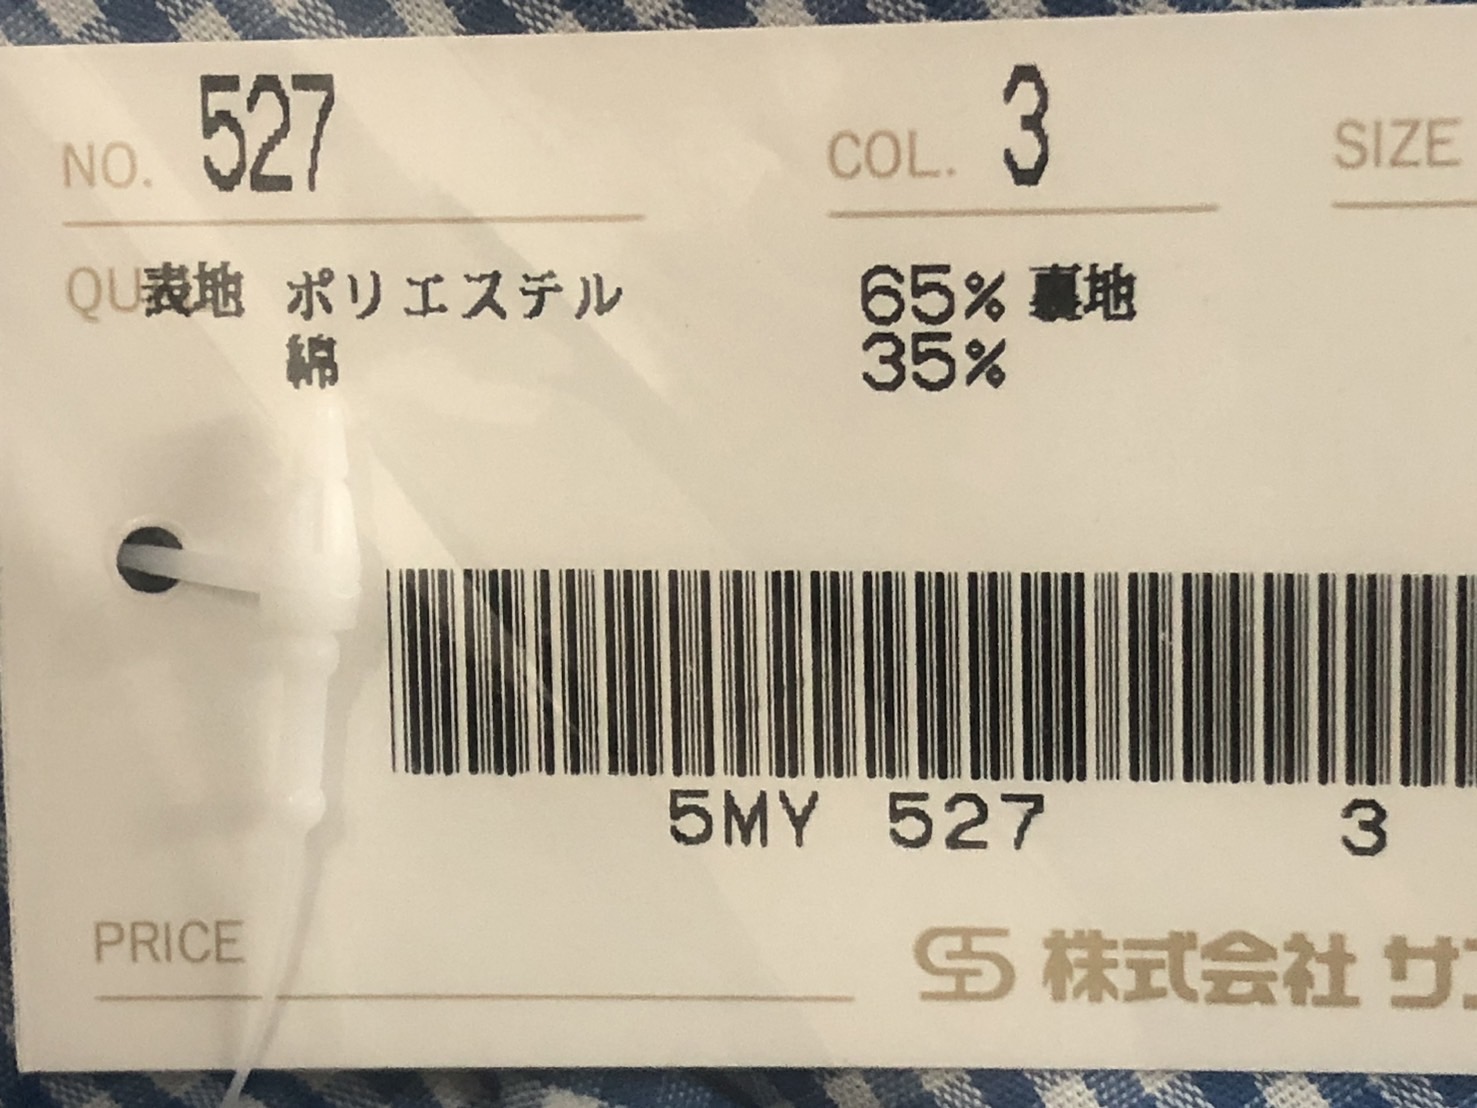 NO. 527 COL. 3 SIZE
QU表地 ポリエステル 65% 裏地
綿 35%
5MY 527 3
PRICE
株式会社 サ